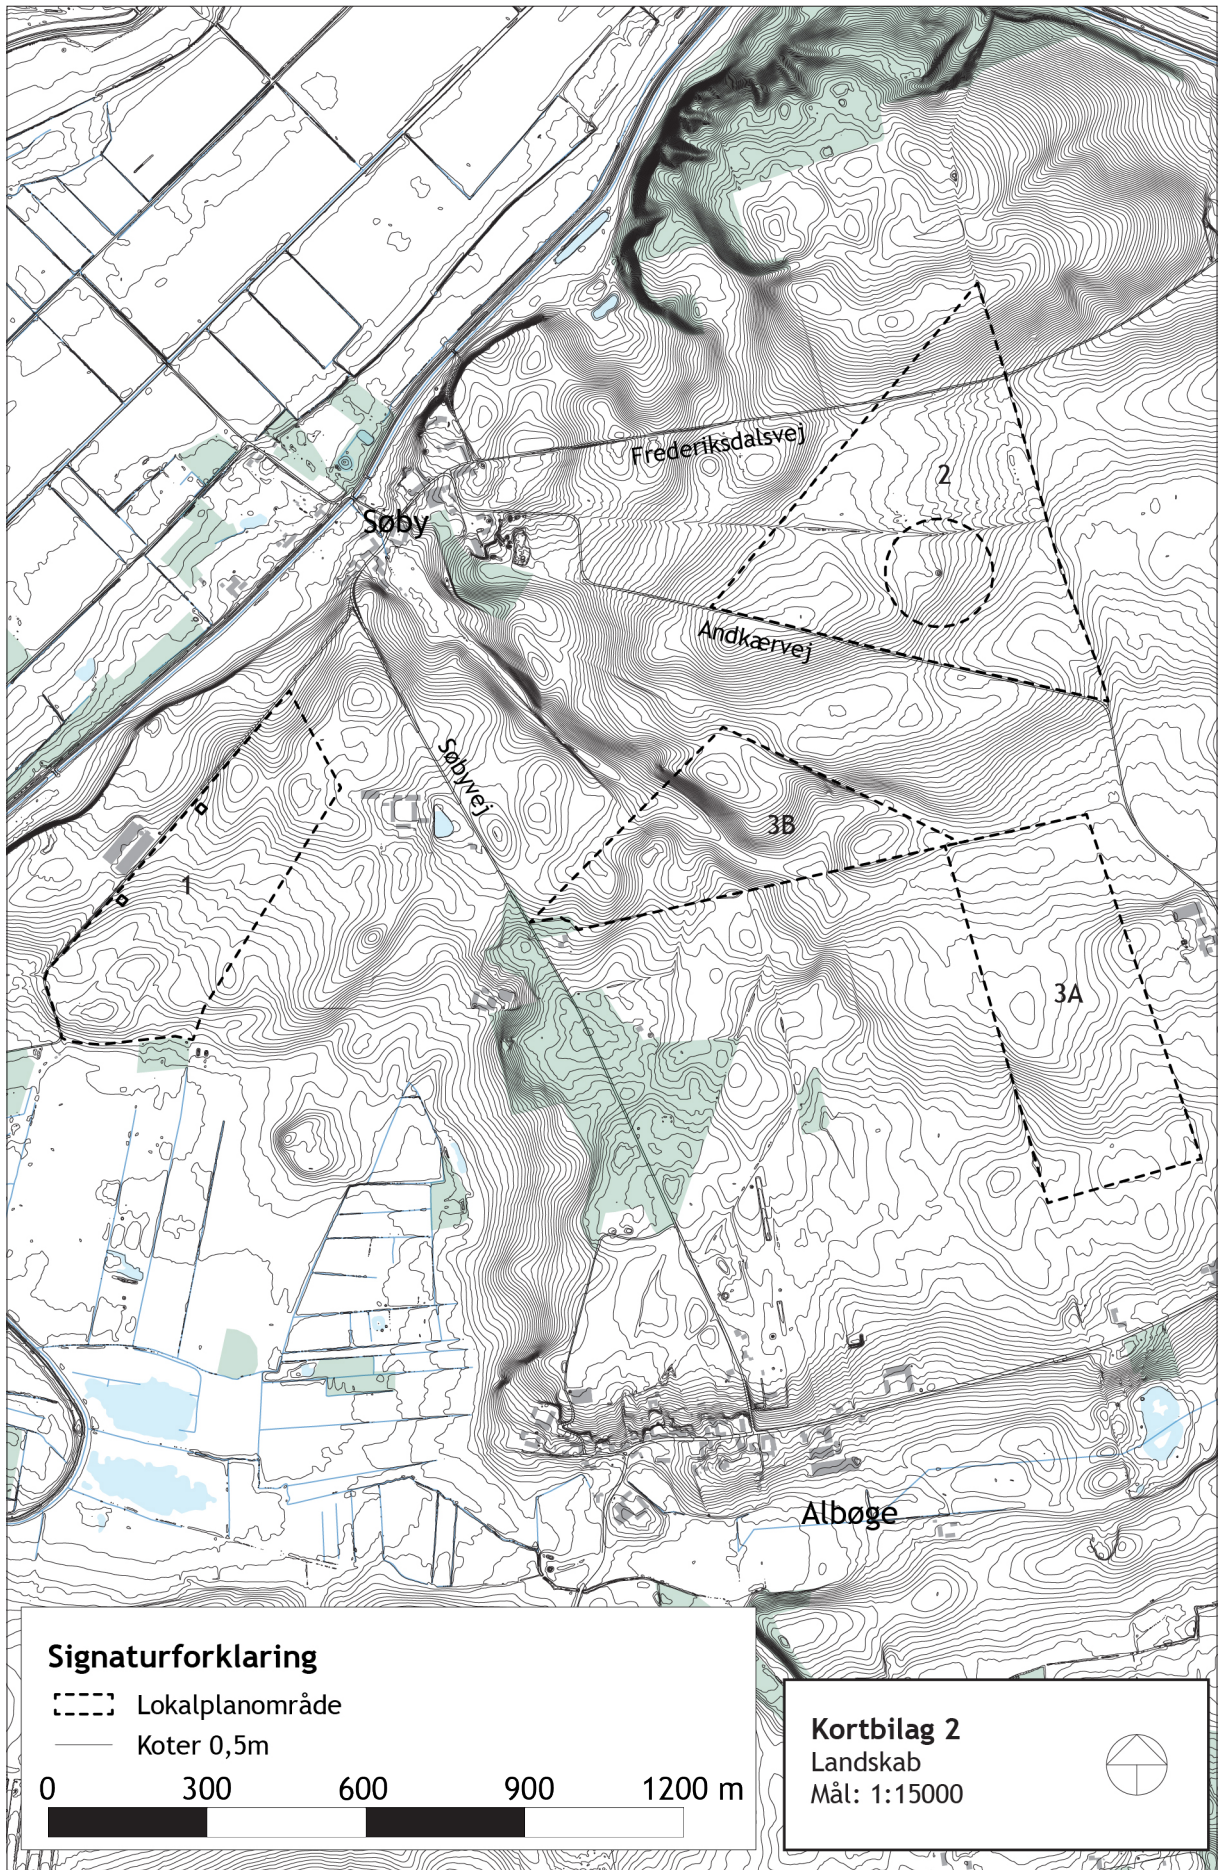 Frederiksdalsvej
2
Søby
Andkærvej
Søbyvej
3B
1
3A
Albøge
Signaturforklaring
Lokalplanområde
Koter 0,5m
0 300 600 900 1200 m
Kortbilag 2
Landskab
Mål: 1:15000